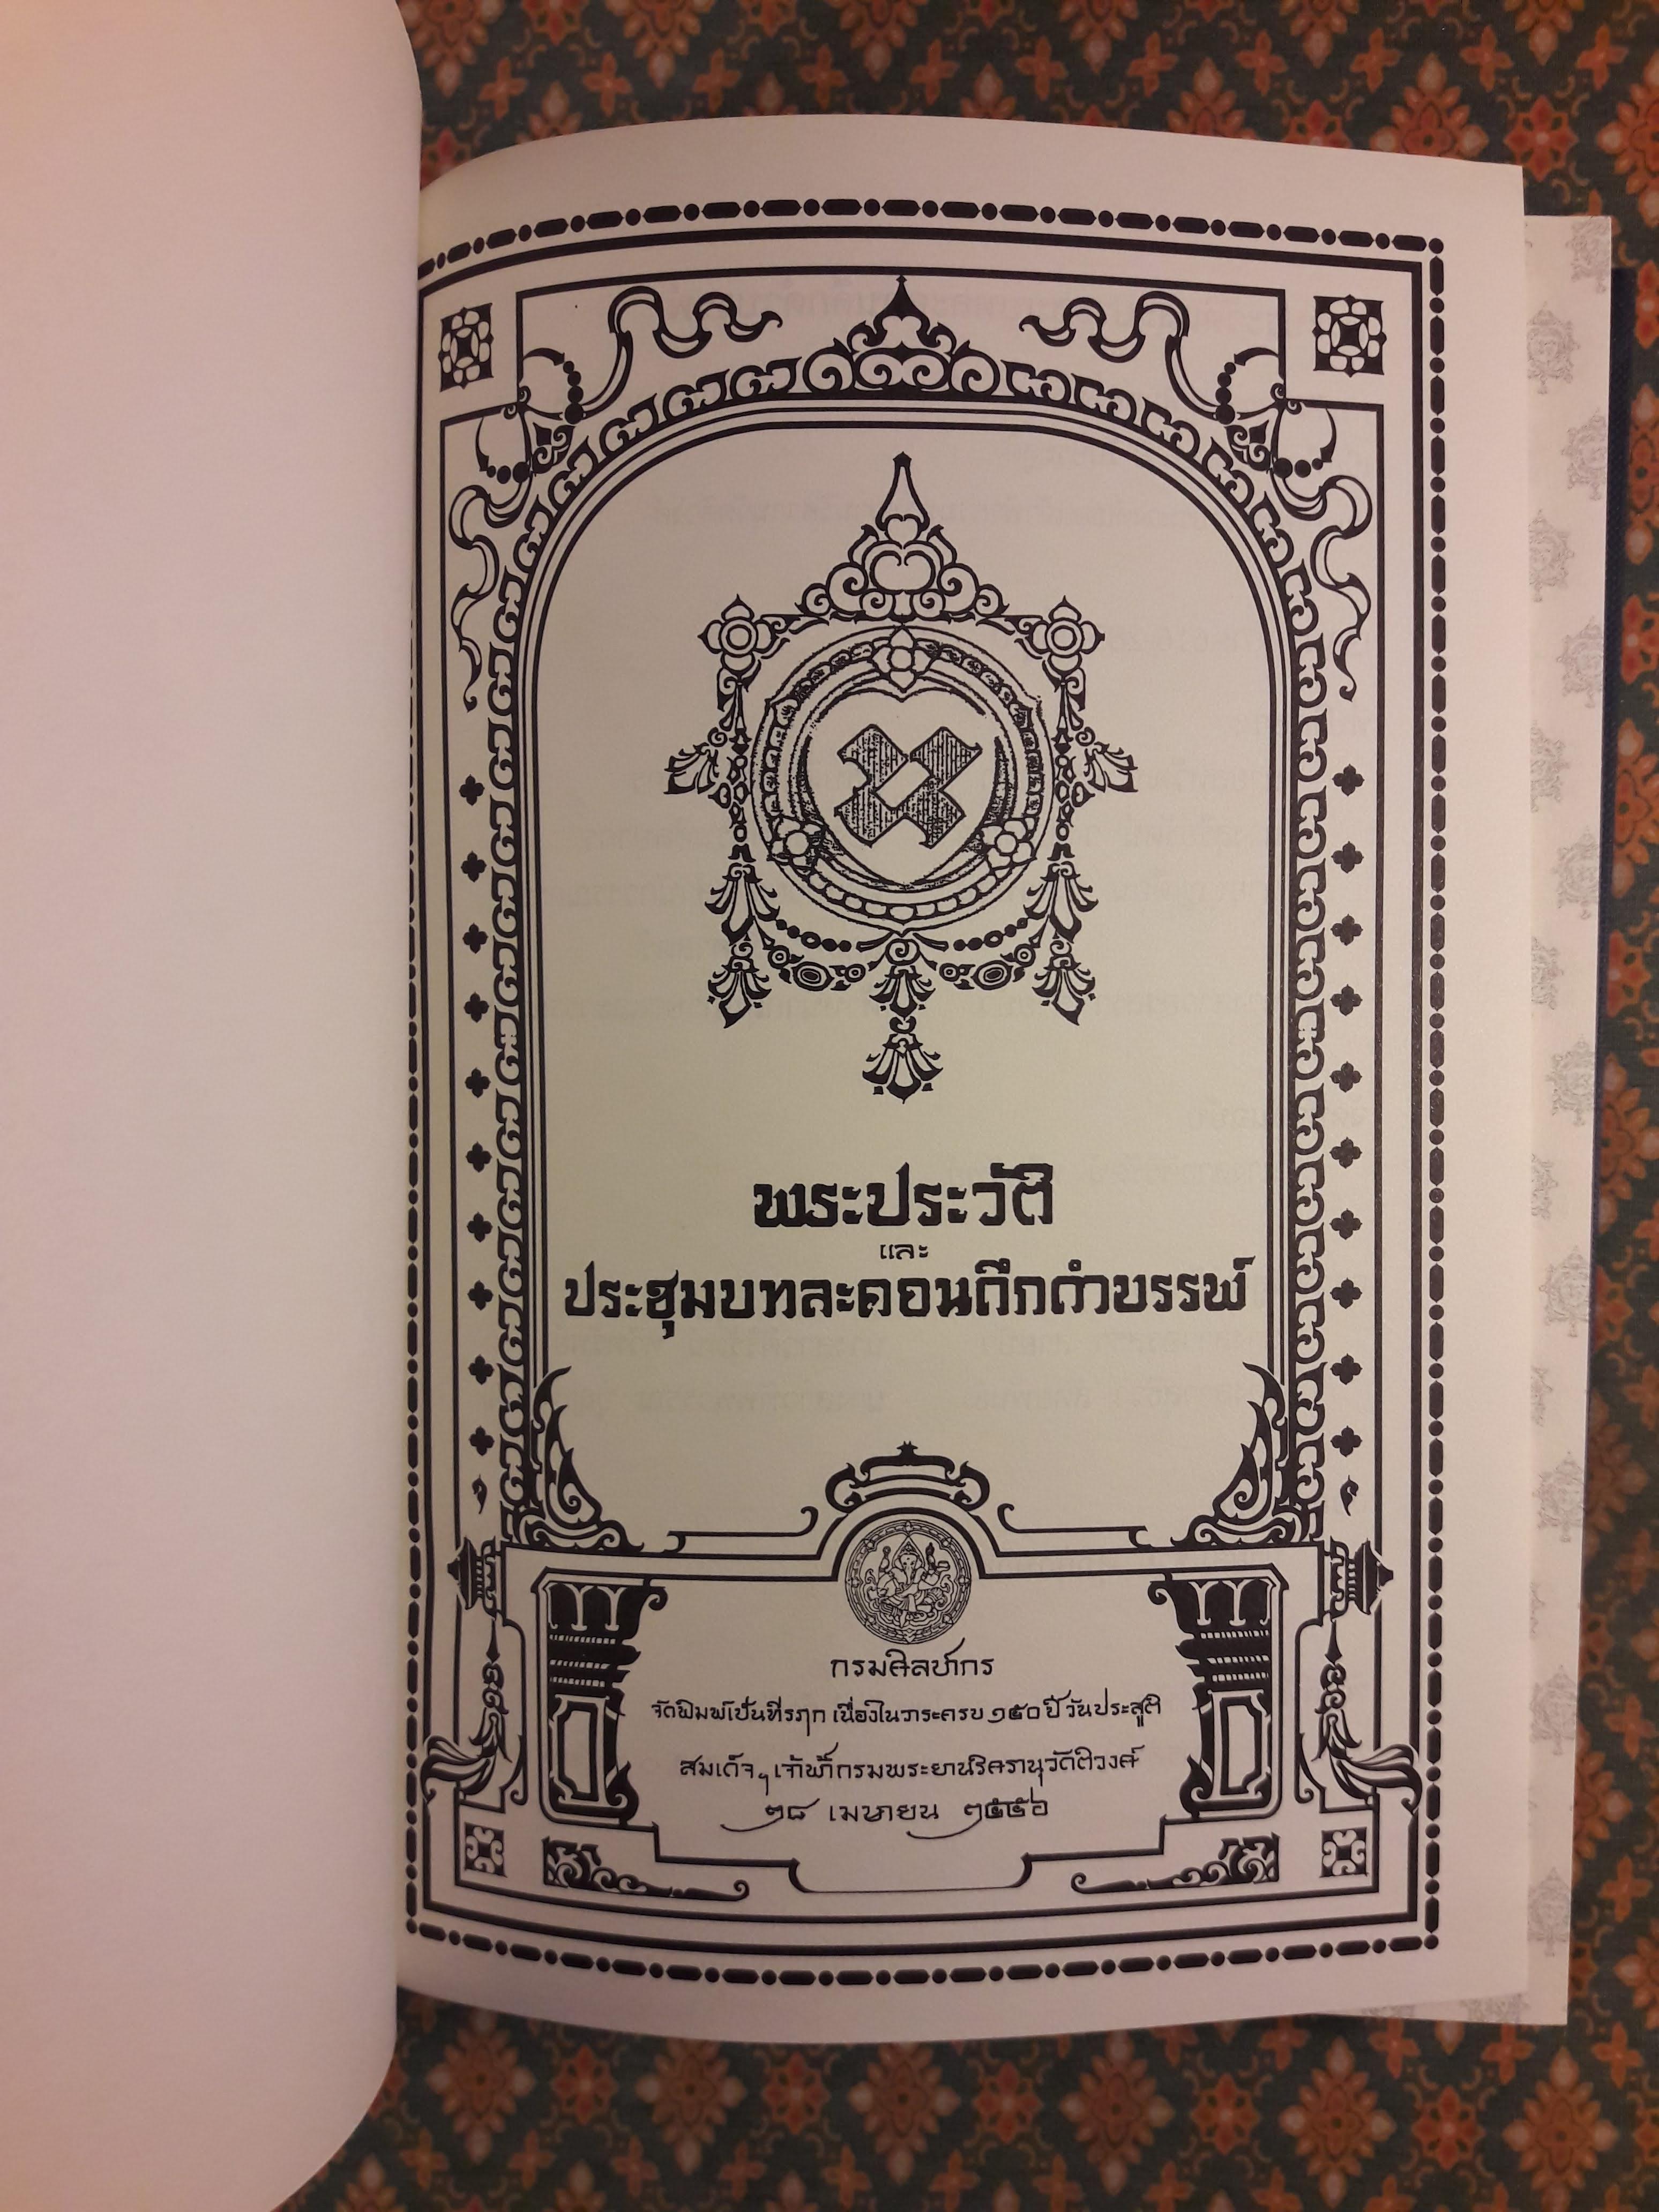 พระประวัติ
และ
ประชุมบทละคอนดึกดำบรรพ์
กรมศิลปากร
จัดพิมพ์เป็นที่รฦก เนื่องในวาระครบ ๑๕๐ ปี วันประสูติ
สมเด็จฯ เจ้าฟ้ากรมพระยานริศรานุวัดติวงศ์
๒๘ เมษายน ๒๕๕๖